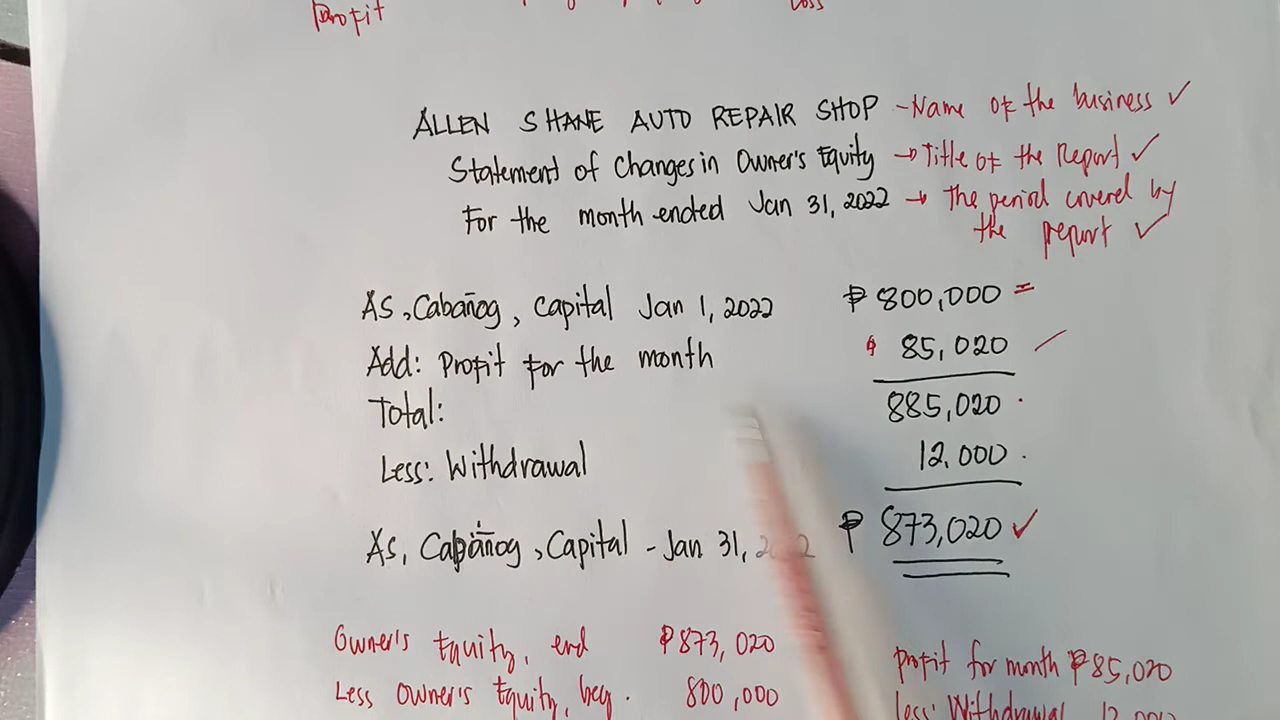 Profit loss
ALLEN SHANE AUTO REPAIR SHOP - Name of the business ✓
Statement of Changes in Owner's Equity → Title of the Report ✓
For the month ended Jan 31, 2022 → The period covered by
the report ✓
AS, Cabañog, Capital Jan 1, 2022 ₱ 800,000 =
Add: Profit for the month 85,020
Total: 885,020
Less: Withdrawal 12,000
As, Cabañog, Capital - Jan 31, ₱ 873,020 ✓
Owner's Equity, end ₱873,020 profit for month ₱85,020
Less Owner's Equity, beg. 800,000 less: Withdrawal 12,000